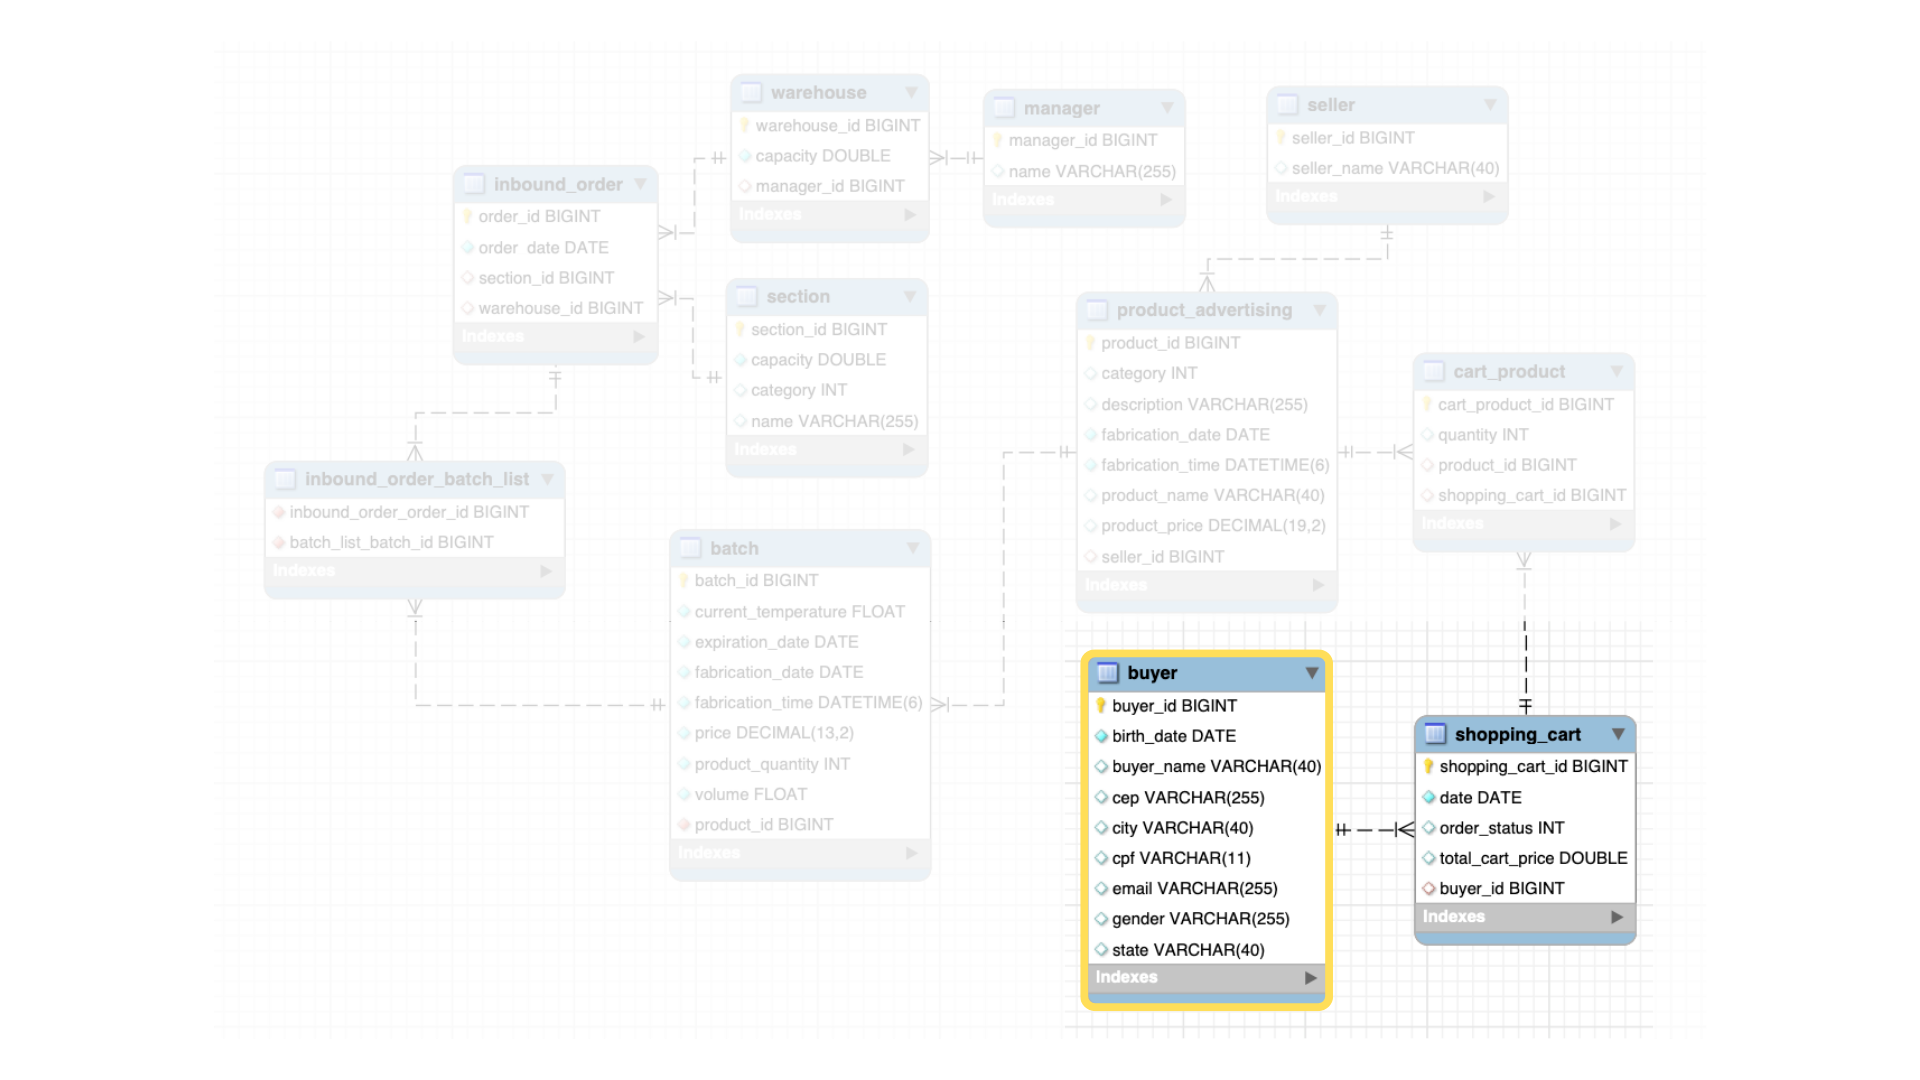 warehouse
warehouse_id BIGINT
capacity DOUBLE
manager_id BIGINT
Indexes
manager
manager_id BIGINT
name VARCHAR(255)
Indexes
seller
seller_id BIGINT
seller_name VARCHAR(40)
Indexes
inbound_order
order_id BIGINT
order_date DATE
section_id BIGINT
warehouse_id BIGINT
Indexes
section
section_id BIGINT
capacity DOUBLE
category INT
name VARCHAR(255)
Indexes
product_advertising
product_id BIGINT
category INT
description VARCHAR(255)
fabrication_date DATE
fabrication_time DATETIME(6)
product_name VARCHAR(40)
product_price DECIMAL(19,2)
seller_id BIGINT
Indexes
cart_product
cart_product_id BIGINT
quantity INT
product_id BIGINT
shopping_cart_id BIGINT
Indexes
inbound_order_batch_list
inbound_order_order_id BIGINT
batch_list_batch_id BIGINT
Indexes
batch
batch_id BIGINT
current_temperature FLOAT
expiration_date DATE
fabrication_date DATE
fabrication_time DATETIME(6)
price DECIMAL(13,2)
product_quantity INT
volume FLOAT
product_id BIGINT
Indexes
buyer
buyer_id BIGINT
birth_date DATE
buyer_name VARCHAR(40)
cep VARCHAR(255)
city VARCHAR(40)
cpf VARCHAR(11)
email VARCHAR(255)
gender VARCHAR(255)
state VARCHAR(40)
Indexes
shopping_cart
shopping_cart_id BIGINT
date DATE
order_status INT
total_cart_price DOUBLE
buyer_id BIGINT
Indexes